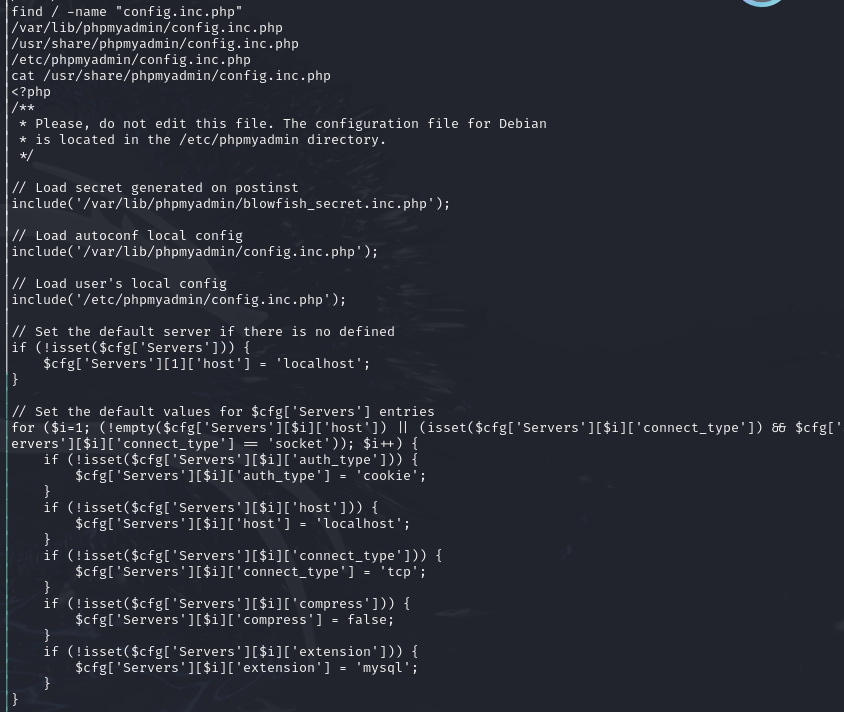 find / -name "config.inc.php"
/var/lib/phpmyadmin/config.inc.php
/usr/share/phpmyadmin/config.inc.php
/etc/phpmyadmin/config.inc.php
cat /usr/share/phpmyadmin/config.inc.php
<?php
/**
 * Please, do not edit this file. The configuration file for Debian
 * is located in the /etc/phpmyadmin directory.
 */

// Load secret generated on postinst
include('/var/lib/phpmyadmin/blowfish_secret.inc.php');

// Load autoconf local config
include('/var/lib/phpmyadmin/config.inc.php');

// Load user's local config
include('/etc/phpmyadmin/config.inc.php');

// Set the default server if there is no defined
if (!isset($cfg['Servers'])) {
    $cfg['Servers'][1]['host'] = 'localhost';
}

// Set the default values for $cfg['Servers'] entries
for ($i=1; (!empty($cfg['Servers'][$i]['host']) || (isset($cfg['Servers'][$i]['connect_type']) && $cfg['
ervers'][$i]['connect_type'] == 'socket')); $i++) {
    if (!isset($cfg['Servers'][$i]['auth_type'])) {
        $cfg['Servers'][$i]['auth_type'] = 'cookie';
    }
    if (!isset($cfg['Servers'][$i]['host'])) {
        $cfg['Servers'][$i]['host'] = 'localhost';
    }
    if (!isset($cfg['Servers'][$i]['connect_type'])) {
        $cfg['Servers'][$i]['connect_type'] = 'tcp';
    }
    if (!isset($cfg['Servers'][$i]['compress'])) {
        $cfg['Servers'][$i]['compress'] = false;
    }
    if (!isset($cfg['Servers'][$i]['extension'])) {
        $cfg['Servers'][$i]['extension'] = 'mysql';
    }
}